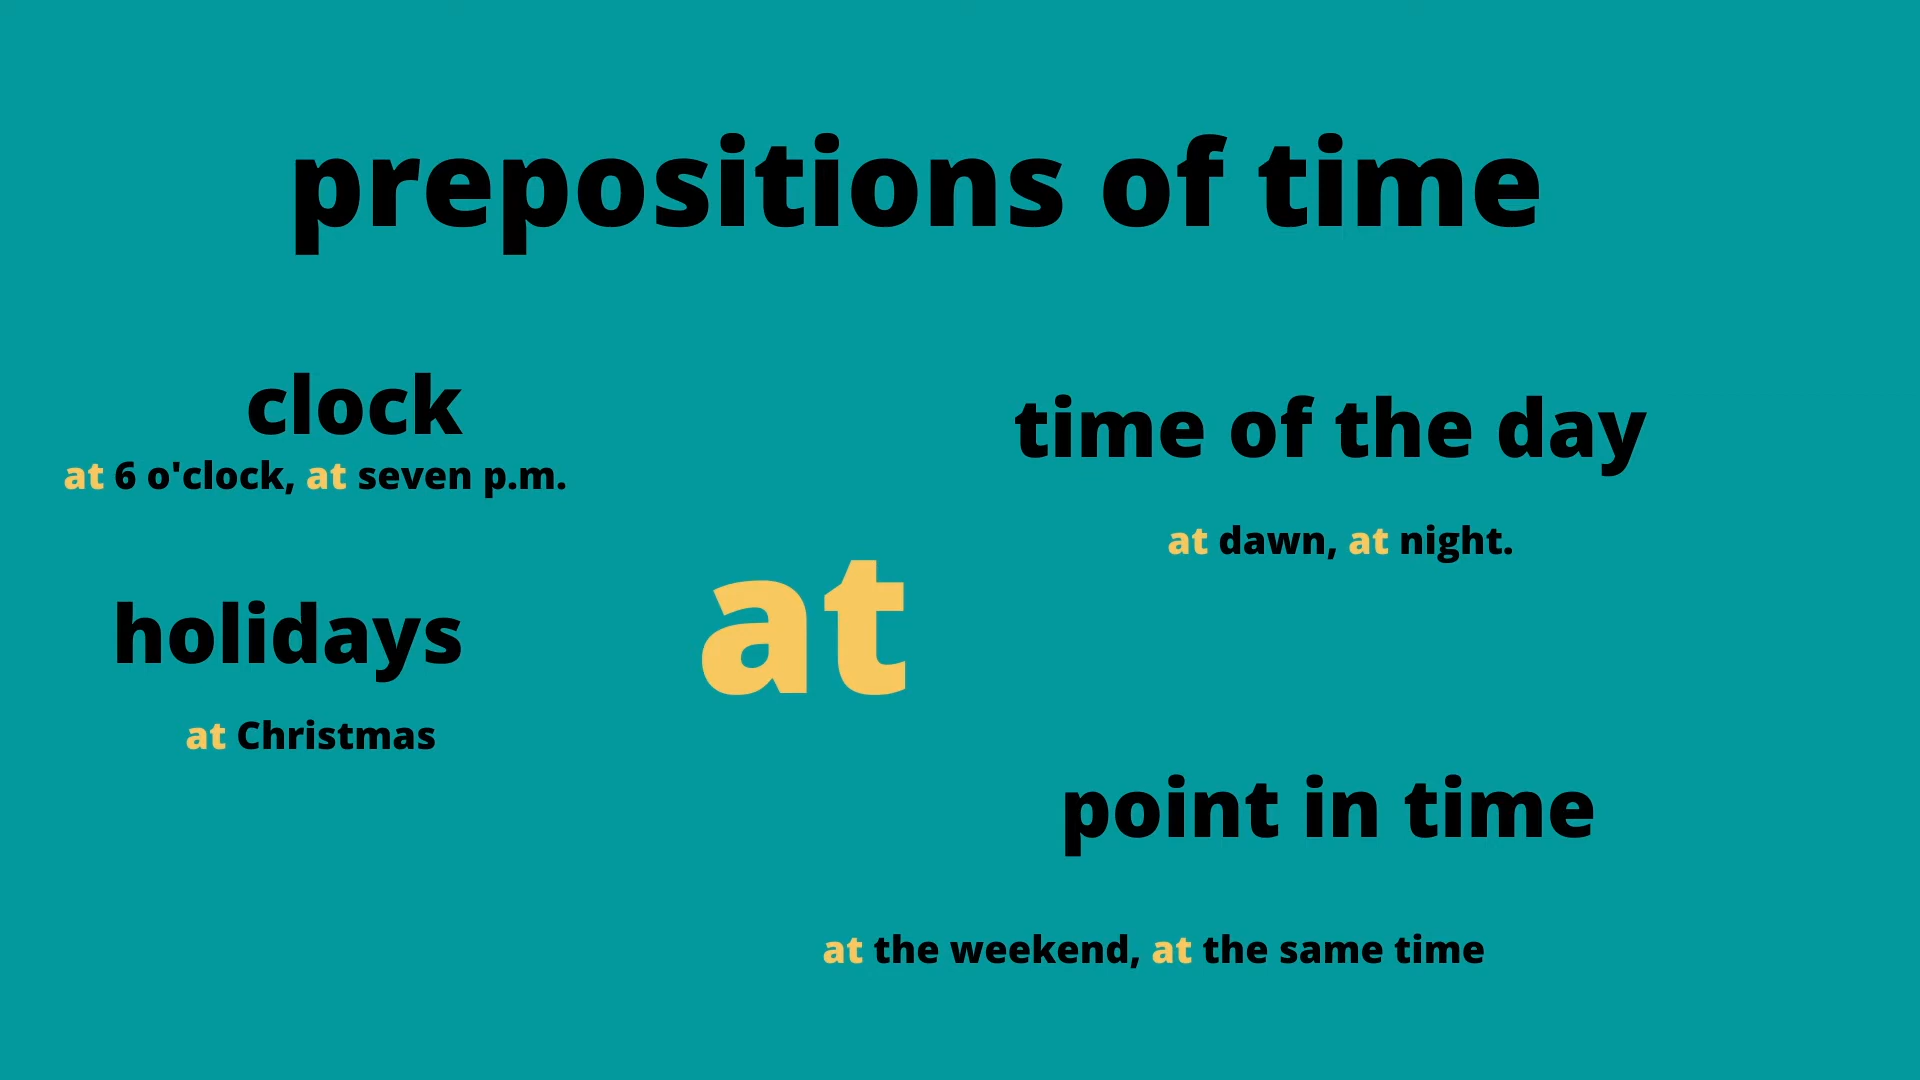 prepositions of time
clock
at 6 o'clock, at seven p.m.
time of the day
at dawn, at night.
at
holidays
at Christmas
point in time
at the weekend, at the same time